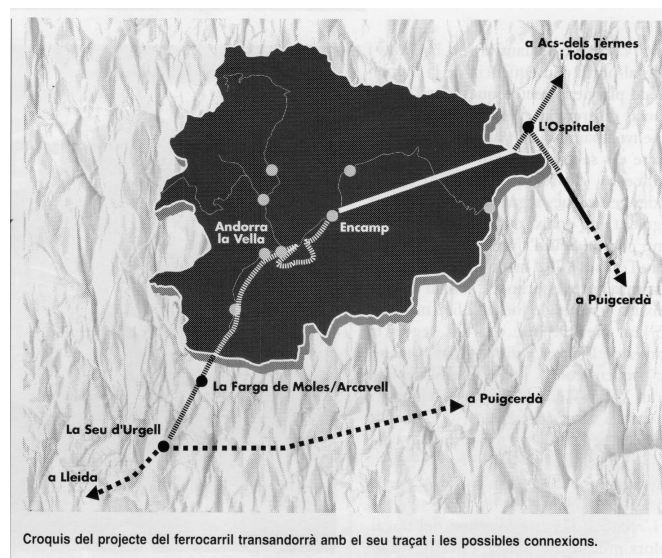 a Acs-dels Tèrmes
i Tolosa
L'Ospitalet
Andorra
la Vella
Encamp
a Puigcerdà
La Farga de Moles/Arcavell
a Puigcerdà
La Seu d'Urgell
a Lleida
Croquis del projecte del ferrocarril transandorrà amb el seu traçat i les possibles connexions.